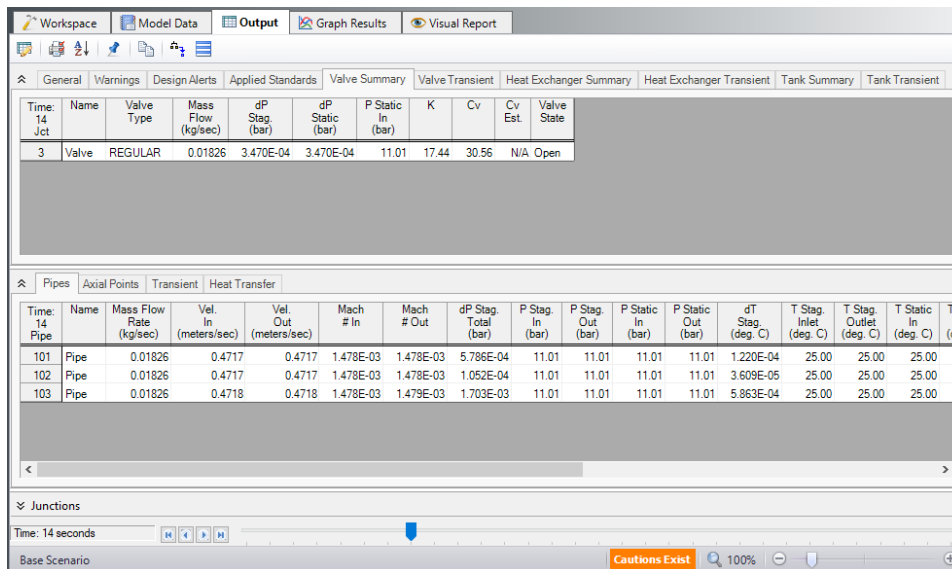 Workspace Model Data Output Graph Results Visual Report
General Warnings Design Alerts Applied Standards Valve Summary Valve Transient Heat Exchanger Summary Heat Exchanger Transient Tank Summary Tank Transient
Time: 14 Jct Name Valve Type Mass Flow (kg/sec) dP Stag. (bar) dP Static (bar) P Static In (bar) K Cv Cv Est. Valve State
3 Valve REGULAR 0.01826 3.470E-04 3.470E-04 11.01 17.44 30.56 N/A Open
Pipes Axial Points Transient Heat Transfer
Time: 14 Pipe Name Mass Flow Rate (kg/sec) Vel. In (meters/sec) Vel. Out (meters/sec) Mach # In Mach # Out dP Stag. Total (bar) P Stag. In (bar) P Stag. Out (bar) P Static In (bar) P Static Out (bar) dT Stag. (deg. C) T Stag. Inlet (deg. C) T Stag. Outlet (deg. C) T Static In (deg. C)
101 Pipe 0.01826 0.4717 0.4717 1.478E-03 1.478E-03 5.786E-04 11.01 11.01 11.01 11.01 1.220E-04 25.00 25.00 25.00
102 Pipe 0.01826 0.4717 0.4717 1.478E-03 1.478E-03 1.052E-04 11.01 11.01 11.01 11.01 3.609E-05 25.00 25.00 25.00
103 Pipe 0.01826 0.4718 0.4718 1.478E-03 1.479E-03 1.703E-03 11.01 11.01 11.01 11.01 5.863E-04 25.00 25.00 25.00
Junctions
Time: 14 seconds
Base Scenario Cautions Exist 100%